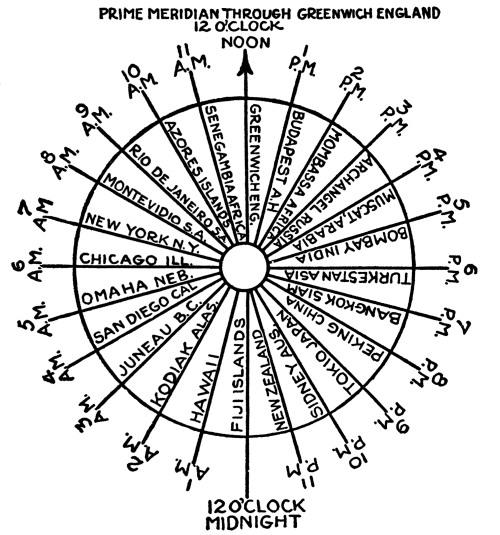 PRIME MERIDIAN THROUGH GREENWICH ENGLAND
12 O'CLOCK
NOON
1 P.M.
2 P.M.
3 P.M.
4 P.M.
5 P.M.
6 P.M.
7 P.M.
8 P.M.
9 P.M.
10 P.M.
11 P.M.
12 O'CLOCK
MIDNIGHT
1 A.M.
2 A.M.
3 A.M.
4 A.M.
5 A.M.
6 A.M.
7 A.M
8 A.M.
9 A.M.
10 A.M.
11 A.M.
GREENWICH ENG.
BUDAPEST A.H
MOMBASSA AFRICA
ARCHANGEL RUSSIA
MUSCAT, ARABIA
BOMBAY INDIA
TURKESTAN ASIA
BANGKOK SIAM
PEKING CHINA
TOKIO JAPAN
SIDNEY AUS.
NEW ZEALAND
FIJI ISLANDS
HAWAII
KODIAK ALAS.
JUNEAU B.C.
SAN DIEGO CAL
OMAHA NEB.
CHICAGO ILL.
NEW YORK N.Y.
MONTEVIDIO S.A.
RIO DE JANEIRO S.A.
AZORES ISLANDS
SENEGAMBIA AFRICA